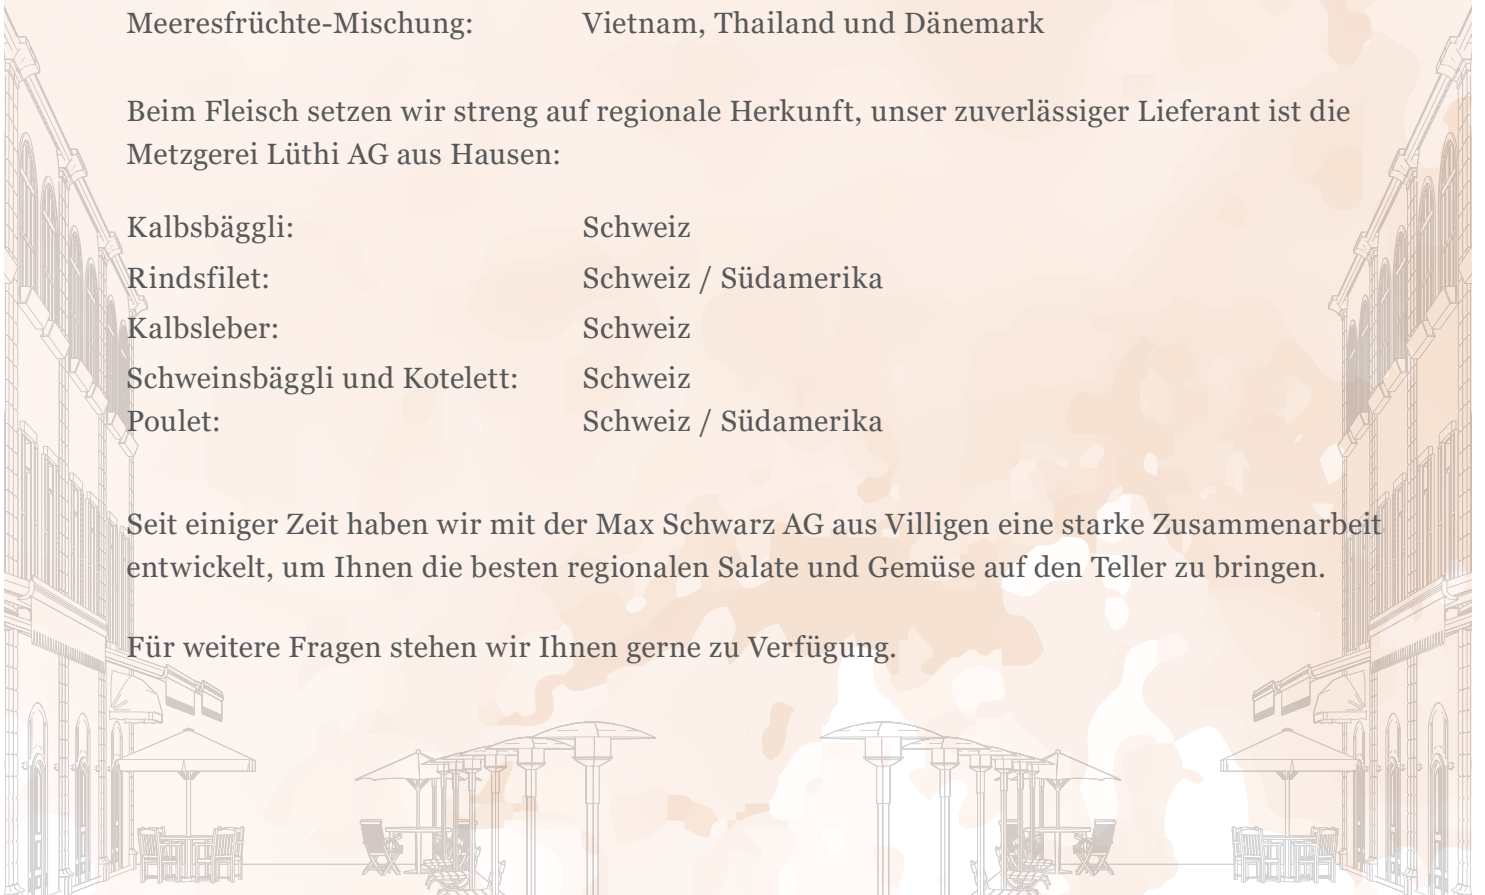 Meeresfrüchte-Mischung: Vietnam, Thailand und Dänemark
Beim Fleisch setzen wir streng auf regionale Herkunft, unser zuverlässiger Lieferant ist die
Metzgerei Lüthi AG aus Hausen:
Kalbsbäggli: Schweiz
Rindsfilet: Schweiz / Südamerika
Kalbsleber: Schweiz
Schweinsbäggli und Kotelett: Schweiz
Poulet: Schweiz / Südamerika
Seit einiger Zeit haben wir mit der Max Schwarz AG aus Villigen eine starke Zusammenarbeit
entwickelt, um Ihnen die besten regionalen Salate und Gemüse auf den Teller zu bringen.
Für weitere Fragen stehen wir Ihnen gerne zu Verfügung.